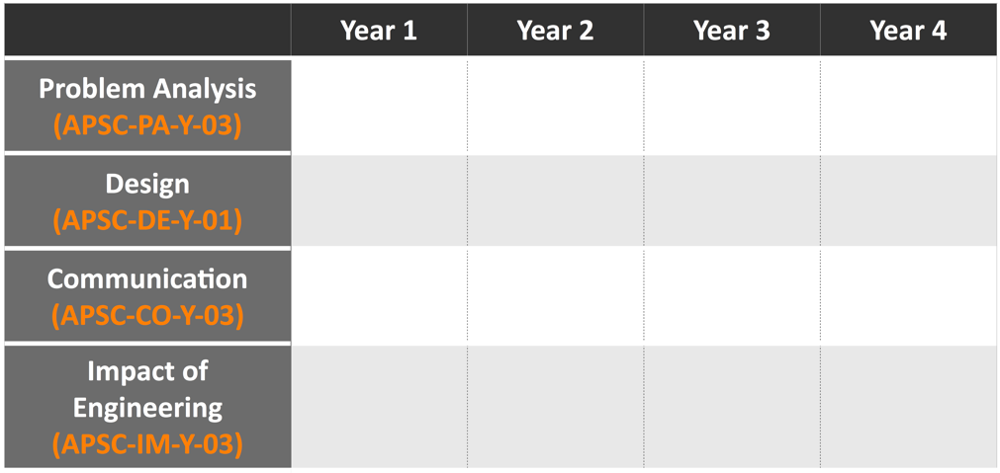 Year 1 Year 2 Year 3 Year 4
Problem Analysis
(APSC-PA-Y-03)
Design
(APSC-DE-Y-01)
Communication
(APSC-CO-Y-03)
Impact of
Engineering
(APSC-IM-Y-03)